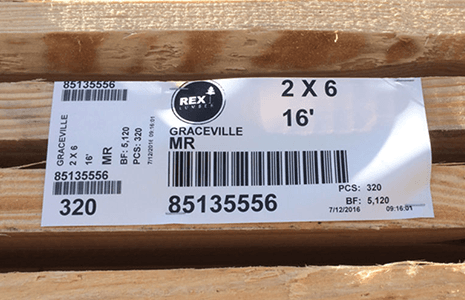 85135556
GRACEVILLE
2 X 6
16'
MR
BF: 5,120
PCS: 320
7/12/2016 09:16:01
85135556
320
REX
LUMBER
2 X 6
16'
GRACEVILLE
MR
85135556
PCS: 320
BF: 5,120
7/12/2016 09:16:01